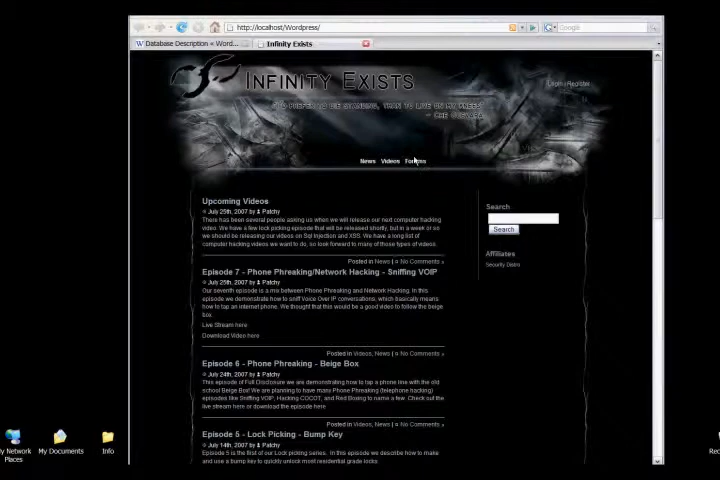 http://localhost/Wordpress/
Google
Database Description « Word...
Infinity Exists
INFINITY EXISTS
Login | Register
I'D PREFER TO DIE STANDING, THAN TO LIVE ON MY KNEES
~ CHE GUEVARA
News Videos Forums
Upcoming Videos
July 25th, 2007 by Patchy
There has been several people asking us when we will release our next computer hacking
video. We have a few lock picking episode that will be released shortly, but in a week or so
we should be releasing our videos on Sql Injection and XSS. We have a long list of
computer hacking videos we want to do, so look forward to many of those types of videos.
Posted in News | No Comments »
Episode 7 - Phone Phreaking/Network Hacking - Sniffing VOIP
July 25th, 2007 by Patchy
Our seventh episode is a mix between Phone Phreaking and Network Hacking. In this
episode we demonstrate how to sniff Voice Over IP conversations, which basically means
how to tap an internet phone. We thought that this would be a good video to follow the beige
box
Live Stream here
Download Video here
Posted in Videos, News | No Comments »
Episode 6 - Phone Phreaking - Beige Box
July 24th, 2007 by Patchy
This episode of Full Disclosure we are demonstrating how to tap a phone line with the old
school Beige Box! We are planning to have many Phone Phreaking (telephone hacking)
episodes like Sniffing VOIP, Hacking COCOT, and Red Boxing to name a few. Check out the
live stream here or download the episode here
Posted in Videos, News | No Comments »
Episode 5 - Lock Picking - Bump Key
July 14th, 2007 by Patchy
Episode 5 is the first of our Lock picking series. In this episode we describe how to make
and use a bump key to quickly unlock most residential grade locks
Search
Search
Affiliates
Security Distro
y Network
Places
My Documents
Info
Rec